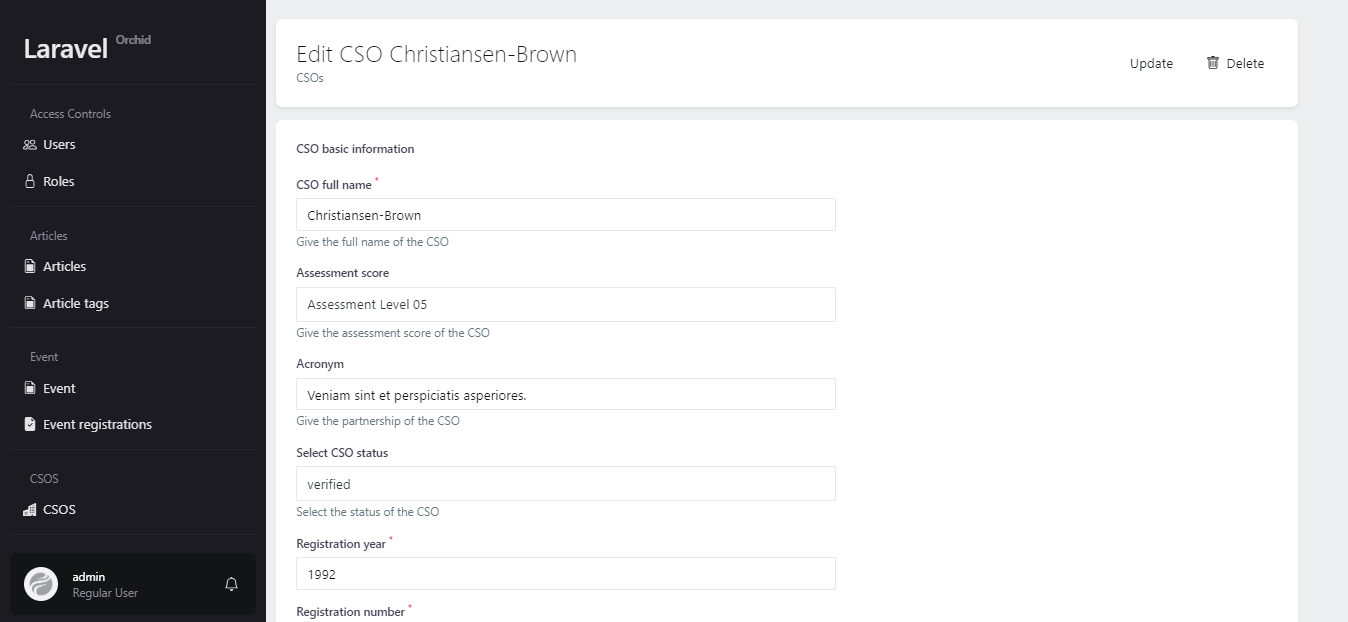 Laravel Orchid
Access Controls
Users
Roles
Articles
Articles
Article tags
Event
Event
Event registrations
CSOS
CSOS
admin
Regular User
Edit CSO Christiansen-Brown
CSOs
Update
Delete
CSO basic information
CSO full name *
Christiansen-Brown
Give the full name of the CSO
Assessment score
Assessment Level 05
Give the assessment score of the CSO
Acronym
Veniam sint et perspiciatis asperiores.
Give the partnership of the CSO
Select CSO status
verified
Select the status of the CSO
Registration year *
1992
Registration number *